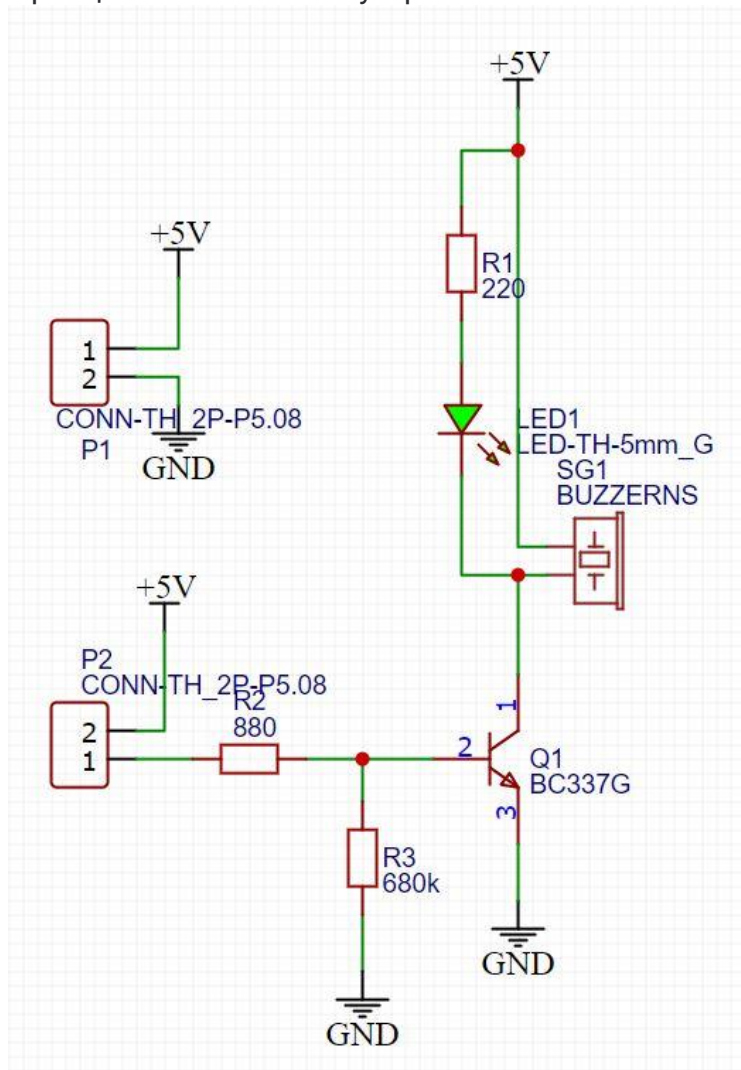 +5V
+5V
R1
220
1
2
CONN-TH_2P-P5.08
P1
GND
LED1
LED-TH-5mm_G
SG1
BUZZERNS
+5V
P2
CONN-TH_2P-P5.08
R2
880
2
1
1
2
Q1
BC337G
3
R3
680k
GND
GND